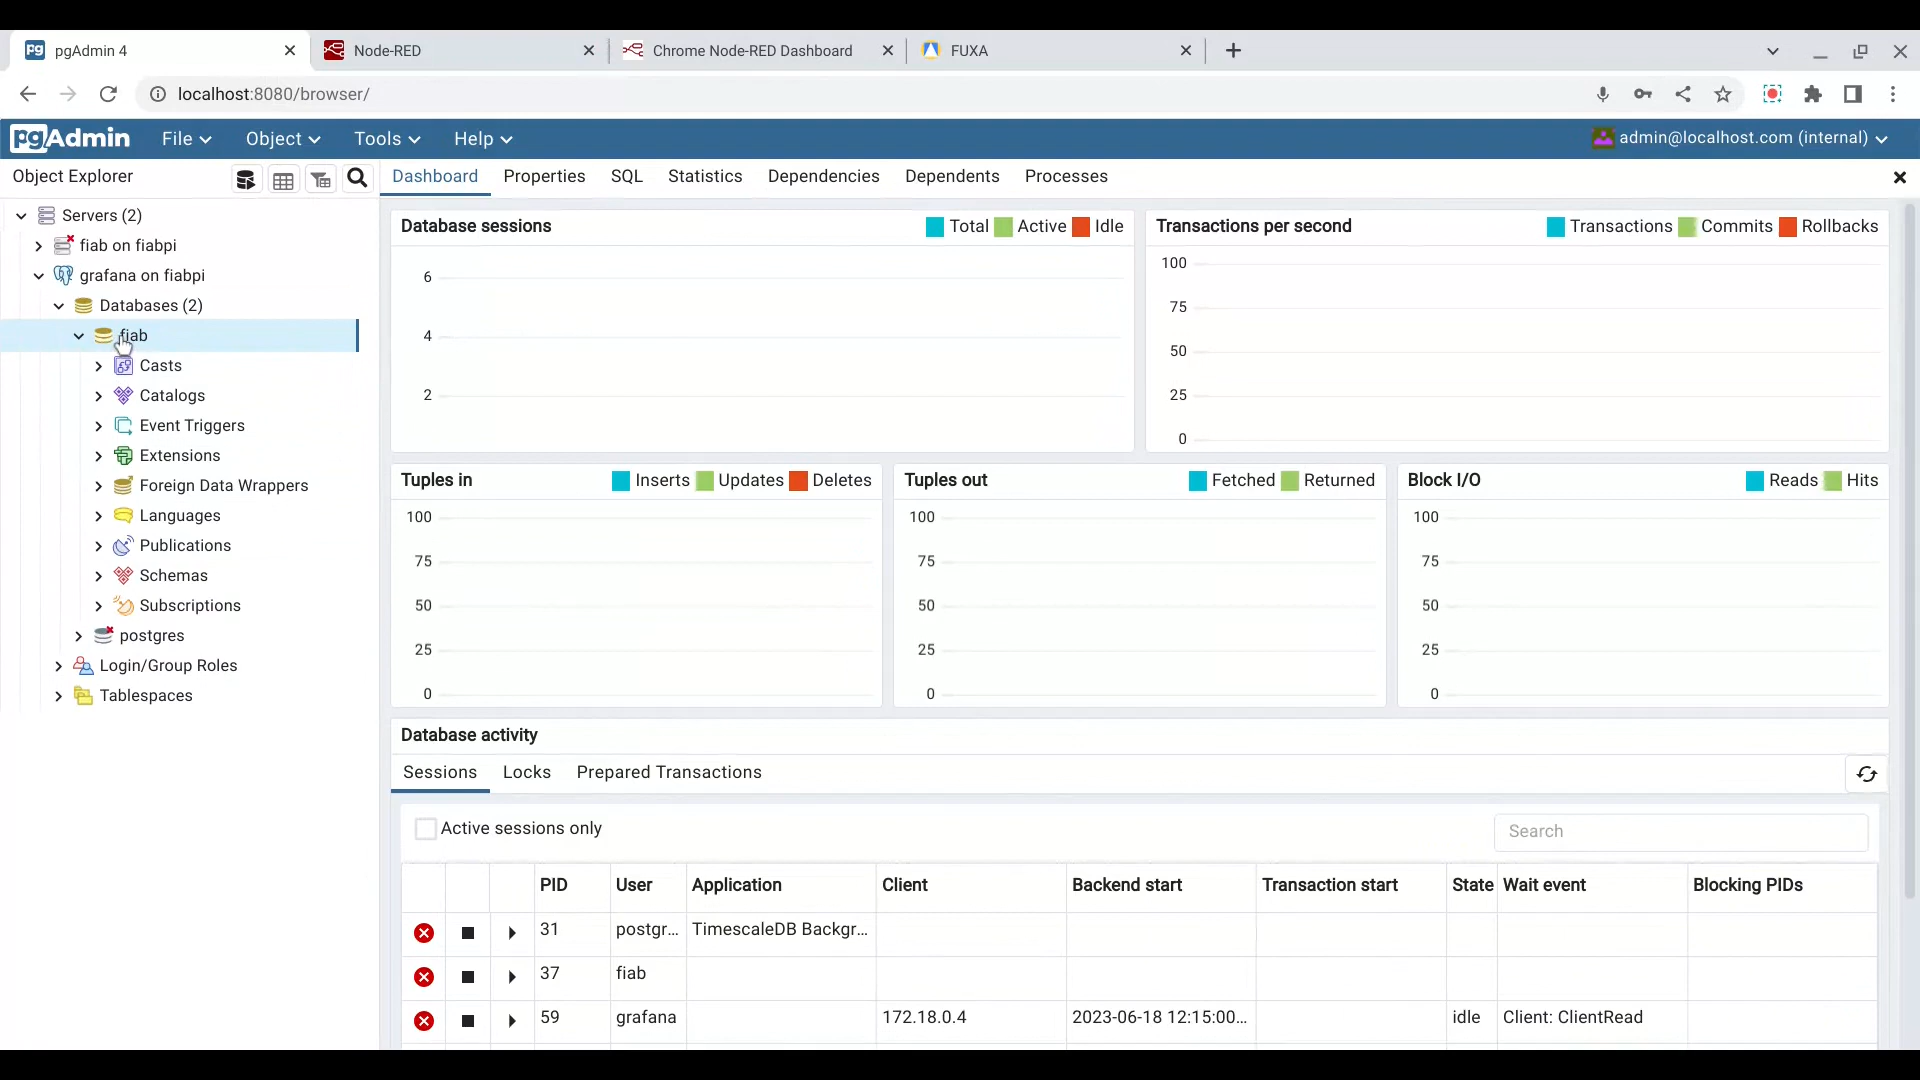 pgAdmin 4
Node-RED
Chrome Node-RED Dashboard
FUXA
localhost:8080/browser/
pgAdmin
File
Object
Tools
Help
admin@localhost.com (internal)
Object Explorer
Dashboard
Properties
SQL
Statistics
Dependencies
Dependents
Processes
Servers (2)
fiab on fiabpi
grafana on fiabpi
Databases (2)
fiab
Casts
Catalogs
Event Triggers
Extensions
Foreign Data Wrappers
Languages
Publications
Schemas
Subscriptions
postgres
Login/Group Roles
Tablespaces
Database sessions
Total Active Idle
6
4
2
Transactions per second
Transactions Commits Rollbacks
100
75
50
25
0
Tuples in
Inserts Updates Deletes
100
75
50
25
0
Tuples out
Fetched Returned
100
75
50
25
0
Block I/O
Reads Hits
100
75
50
25
0
Database activity
Sessions Locks Prepared Transactions
Active sessions only
Search
PID User Application Client Backend start Transaction start State Wait event Blocking PIDs
31 postgr... TimescaleDB Backgr...
37 fiab
59 grafana 172.18.0.4 2023-06-18 12:15:00... idle Client: ClientRead